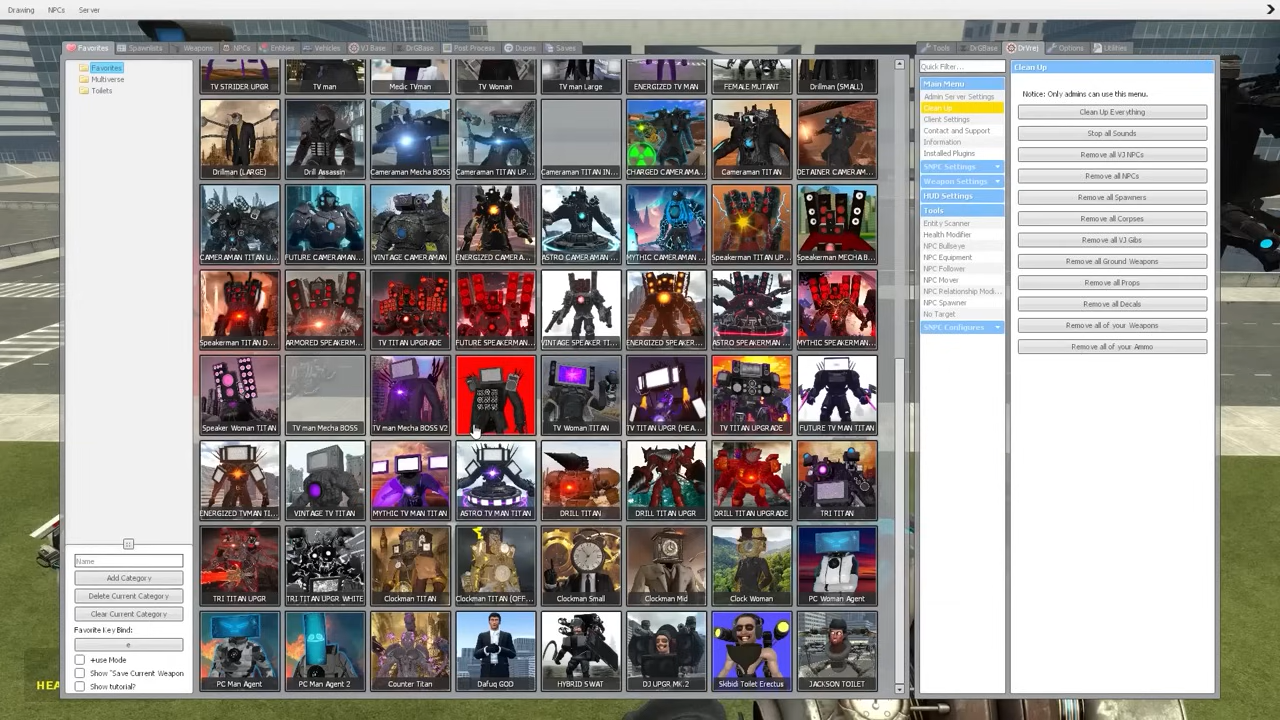 Drawing NPCs Server
Favorites Spawnlists Weapons NPCs Entities Vehicles VJ Base DrGBase Post Process Dupes Saves
Tools DrGBase DrVrej Options Utilities
Favorites
Multiverse
Toilets
TV STRIDER UPGR TV man Medic TVman TV Woman TV man Large ENERGIZED TV MAN FEMALE MUTANT Drillman (SMALL)
Drillman (LARGE) Drill Assassin Cameraman Mecha BOSS Cameraman TITAN UP... Cameraman TITAN IN... CHARGED CAMERAMA... Cameraman TITAN DETAINER CAMERAM...
CAMERAMAN TITAN U... FUTURE CAMERAMAN... VINTAGE CAMERAMAN ENERGIZED CAMERA... ASTRO CAMERAMAN ... MYTHIC CAMERAMAN... Speakerman TITAN UP... Speakerman MECHA B...
Speakerman TITAN D... ARMORED SPEAKERM... TV TITAN UPGRADE FUTURE SPEAKERMAN... VINTAGE SPEAKER TI... ENERGIZED SPEAKER... ASTRO SPEAKERMAN ... MYTHIC SPEAKERMAN...
Speaker Woman TITAN TV man Mecha BOSS TV man Mecha BOSS V2 TV Woman TITAN TV TITAN UPGR (HEA... TV TITAN UPGRADE FUTURE TV MAN TITAN
ENERGIZED TVMAN TI... VINTAGE TV TITAN MYTHIC TV MAN TITAN ASTRO TV MAN TITAN DRILL TITAN DRILL TITAN UPGR DRILL TITAN UPGRADE TRI TITAN
TRI TITAN UPGR TRI TITAN UPGR WHITE Clockman TITAN Clockman TITAN (OFF... Clockman Small Clockman Mid Clock Woman PC Woman Agent
PC Man Agent PC Man Agent 2 Counter Titan Dafuq GOD HYBRID SWAT DJ UPGR MK.2 Skibidi Toilet Erectus JACKSON TOILET
Name
Add Category
Delete Current Category
Clear Current Category
Favorite Key Bind:
e
+use Mode
Show "Save Current Weapon
Show tutorial?
HEA
Quick Filter...
Main Menu
Admin Server Settings
Clean Up
Client Settings
Contact and Support
Information
Installed Plugins
SNPC Settings
Weapon Settings
HUD Settings
Tools
Entity Scanner
Health Modifier
NPC Bullseye
NPC Equipment
NPC Follower
NPC Mover
NPC Relationship Modi...
NPC Spawner
No Target
SNPC Configures
Clean Up
Notice: Only admins can use this menu.
Clean Up Everything
Stop all Sounds
Remove all VJ NPCs
Remove all NPCs
Remove all Spawners
Remove all Corpses
Remove all VJ Gibs
Remove all Ground Weapons
Remove all Props
Remove all Decals
Remove all of your Weapons
Remove all of your Ammo